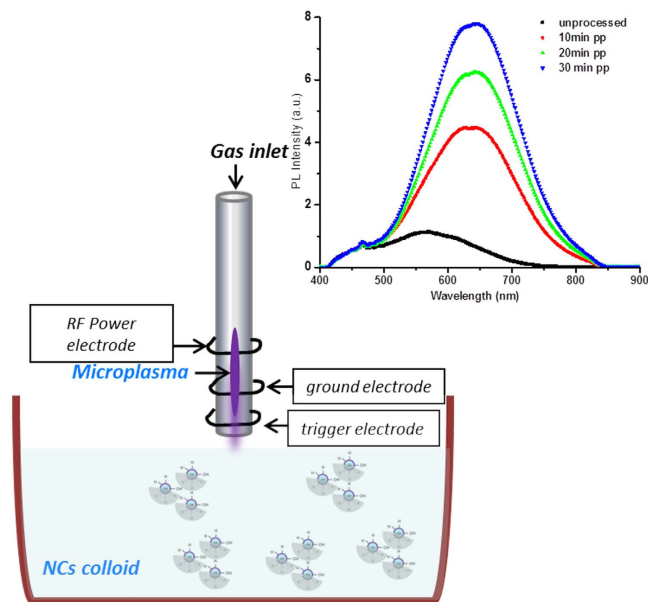 unprocessed
10min pp
20min pp
30 min pp
8
6
4
2
0
PL Intensity (a.u.)
400
500
600
700
800
900
Wavelength (nm)
Gas inlet
RF Power
electrode
Microplasma
ground electrode
trigger electrode
NCs colloid